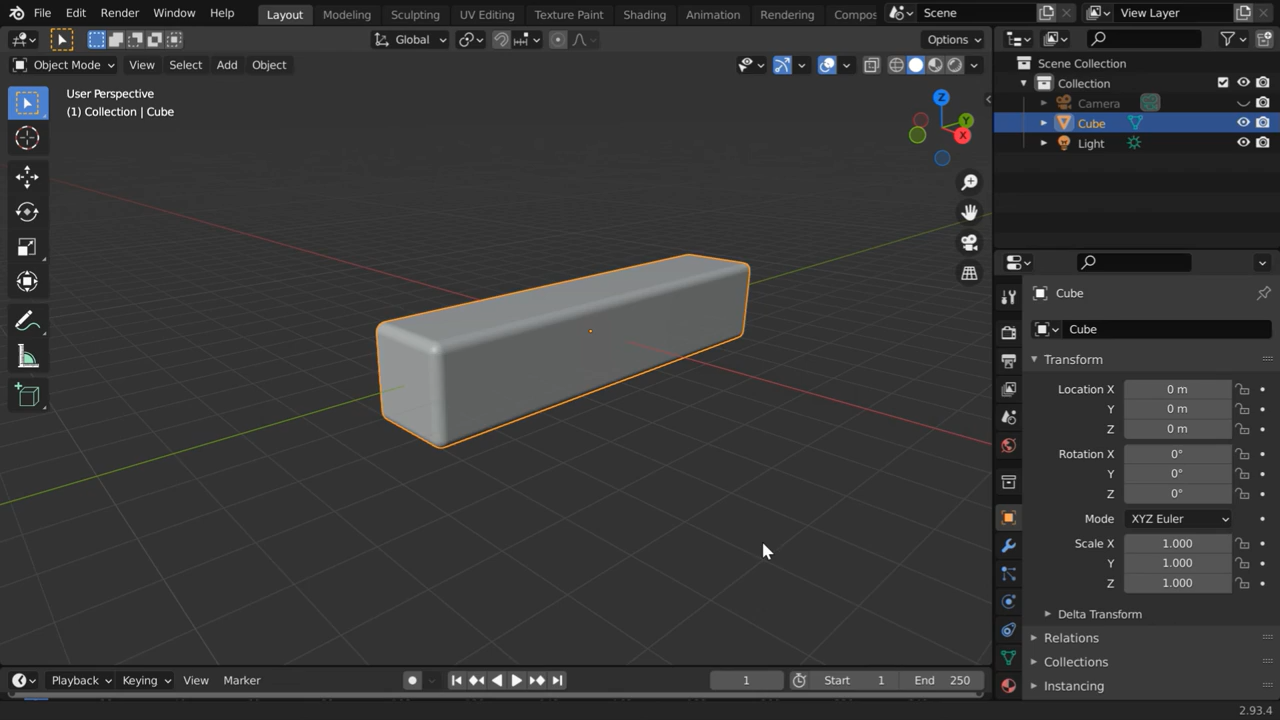 File Edit Render Window Help Layout Modeling Sculpting UV Editing Texture Paint Shading Animation Rendering Compos Scene View Layer
Global Options
Object Mode View Select Add Object
User Perspective
(1) Collection | Cube
Z
Y
X
Scene Collection
Collection
Camera
Cube
Light
Cube
Cube
Transform
Location X 0 m
Y 0 m
Z 0 m
Rotation X 0°
Y 0°
Z 0°
Mode XYZ Euler
Scale X 1.000
Y 1.000
Z 1.000
Delta Transform
Relations
Collections
Instancing
Playback Keying View Marker 1 Start 1 End 250
2.93.4